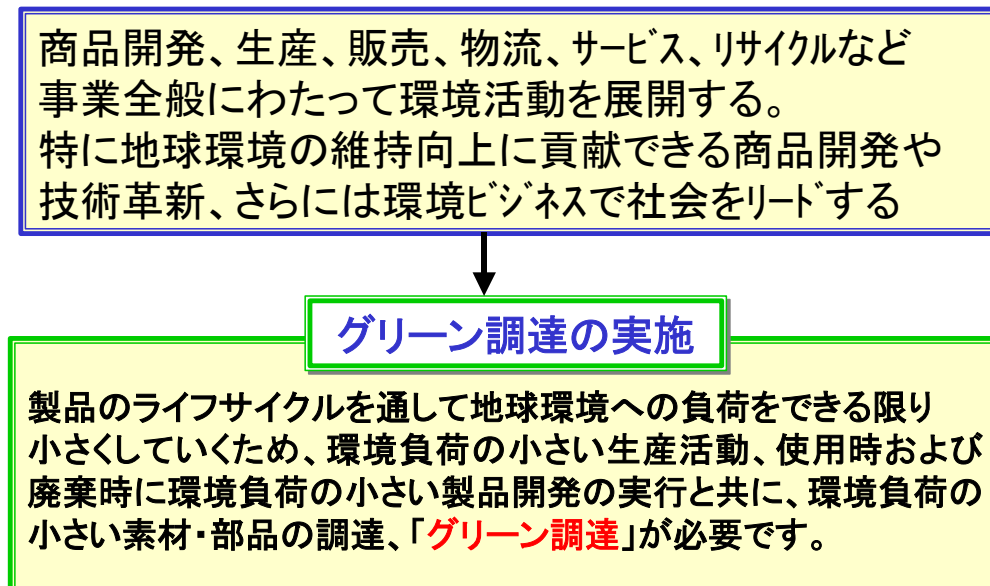 商品開発、生産、販売、物流、ｻｰﾋﾞｽ、ﾘｻｲｸﾙなど
事業全般にわたって環境活動を展開する。
特に地球環境の維持向上に貢献できる商品開発や
技術革新、さらには環境ﾋﾞｼﾞﾈｽで社会をﾘｰﾄﾞする
グリーン調達の実施
製品のライフサイクルを通して地球環境への負荷をできる限り
小さくしていくため、環境負荷の小さい生産活動、使用時および
廃棄時に環境負荷の小さい製品開発の実行と共に、環境負荷の
小さい素材・部品の調達、「グリーン調達」が必要です。